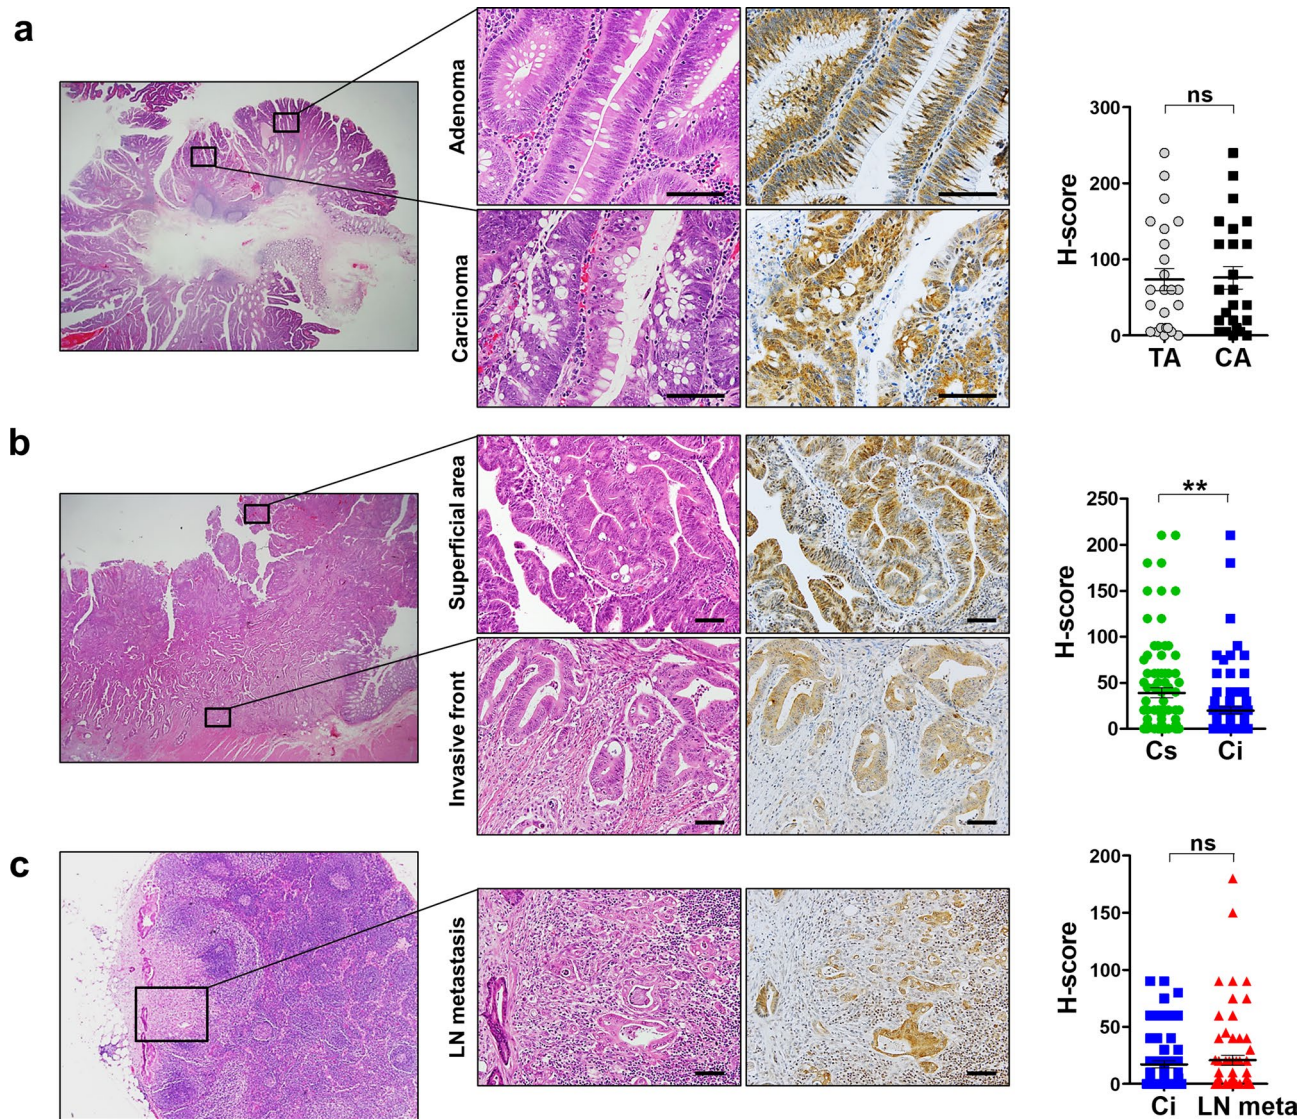 a
Adenoma
Carcinoma
H-score
300
200
100
0
ns
TA CA
b
Superficial area
Invasive front
H-score
250
200
150
100
50
0
**
Cs Ci
c
LN metastasis
H-score
200
150
100
50
0
ns
Ci LN meta